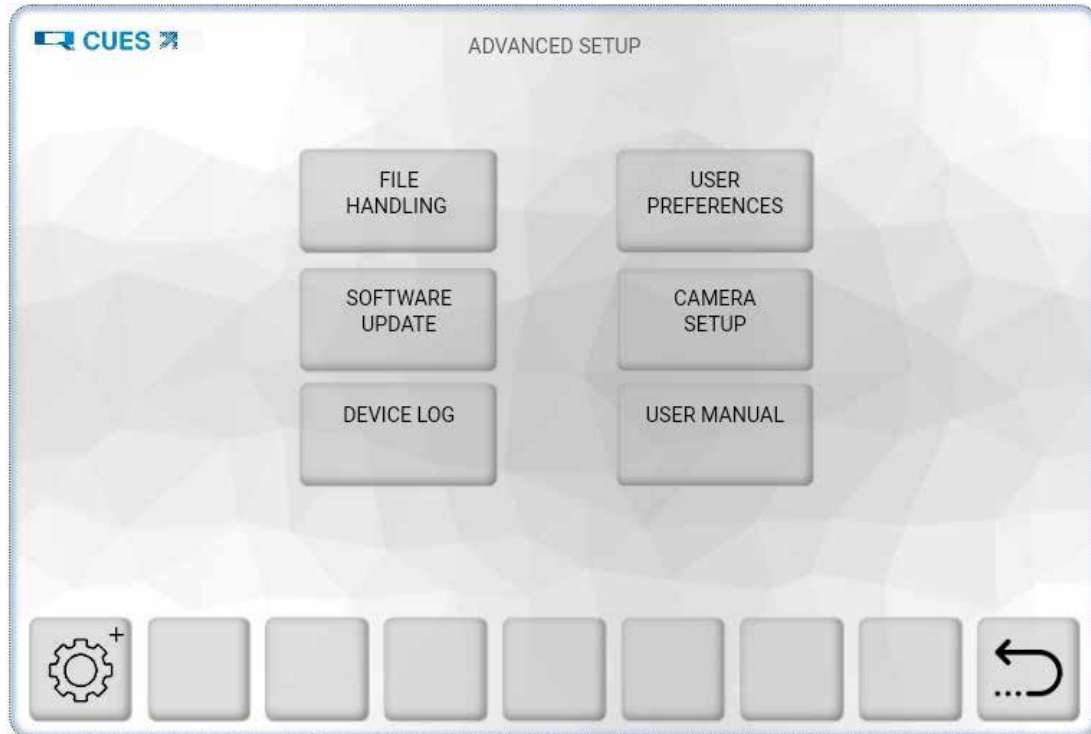 CUES
ADVANCED SETUP
FILE
HANDLING
USER
PREFERENCES
SOFTWARE
UPDATE
CAMERA
SETUP
DEVICE LOG
USER MANUAL